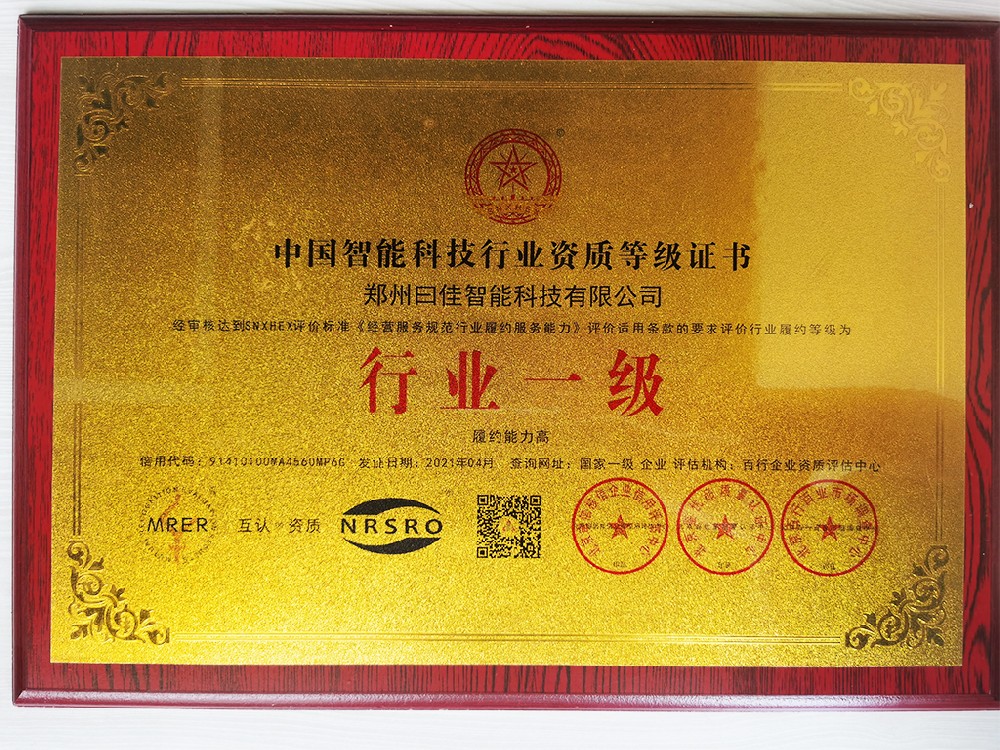 中国智能科技行业资质等级证书
郑州曰佳智能科技有限公司
经审核达到SNXHEX评价标准《经营服务规范行业履约服务能力》评价适用条款的要求评价行业履约等级为
行业一级
履约能力高
信用代码： 发证日期：2021年04月 查询网址：国家一级 企业 评估机构：百行企业资质评估中心
MRER 互认 资质 NRSRO